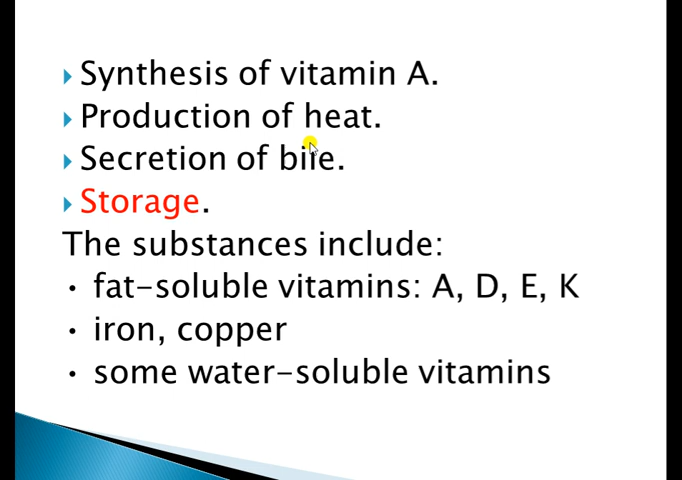 Synthesis of vitamin A.
Production of heat.
Secretion of bile.
Storage.
The substances include:
• fat-soluble vitamins: A, D, E, K
• iron, copper
• some water-soluble vitamins